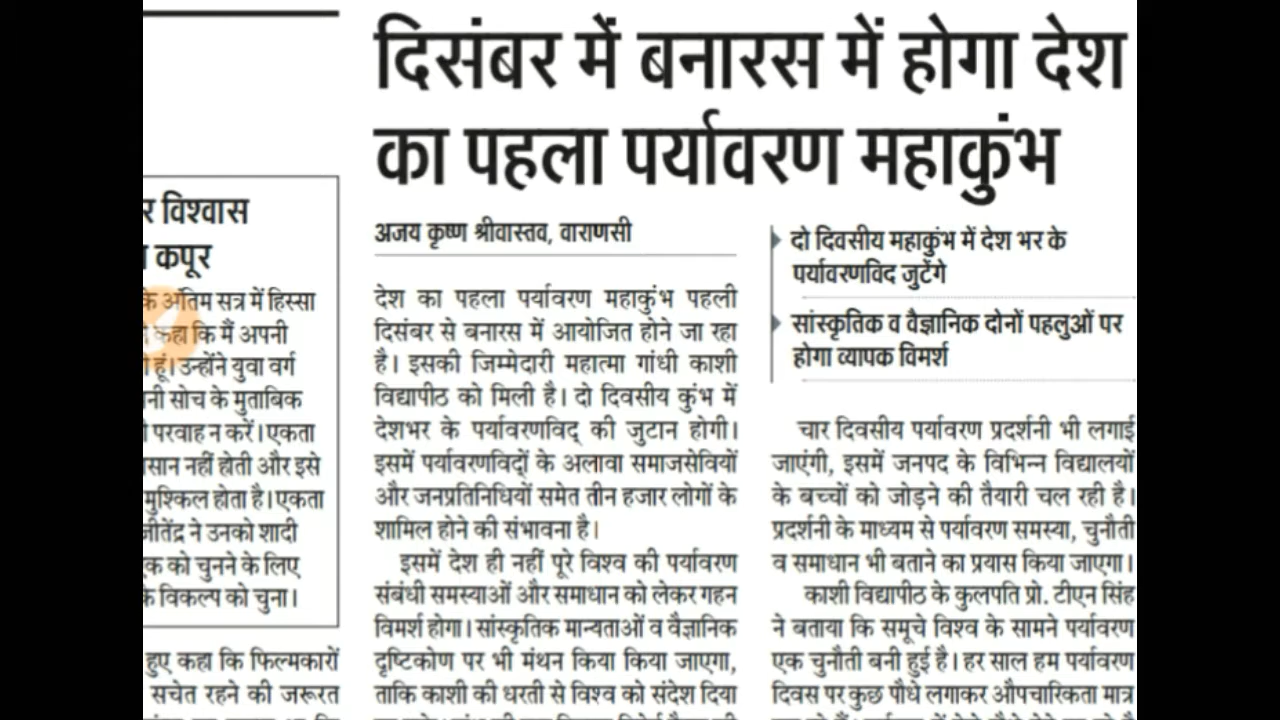 दिसंबर में बनारस में होगा देश
का पहला पर्यावरण महाकुंभ
अजय कृष्ण श्रीवास्तव, वाराणसी
देश का पहला पर्यावरण महाकुंभ पहली
दिसंबर से बनारस में आयोजित होने जा रहा
है। इसकी जिम्मेदारी महात्मा गांधी काशी
विद्यापीठ को मिली है। दो दिवसीय कुंभ में
देशभर के पर्यावरणविद् की जुटान होगी।
इसमें पर्यावरणविदों के अलावा समाजसेवियों
और जनप्रतिनिधियों समेत तीन हजार लोगों के
शामिल होने की संभावना है।
इसमें देश ही नहीं पूरे विश्व की पर्यावरण
संबंधी समस्याओं और समाधान को लेकर गहन
विमर्श होगा। सांस्कृतिक मान्यताओं व वैज्ञानिक
दृष्टिकोण पर भी मंथन किया किया जाएगा,
ताकि काशी की धरती से विश्व को संदेश दिया
दो दिवसीय महाकुंभ में देश भर के
पर्यावरणविद जुटेंगे
सांस्कृतिक व वैज्ञानिक दोनों पहलुओं पर
होगा व्यापक विमर्श
चार दिवसीय पर्यावरण प्रदर्शनी भी लगाई
जाएंगी, इसमें जनपद के विभिन्न विद्यालयों
के बच्चों को जोड़ने की तैयारी चल रही है।
प्रदर्शनी के माध्यम से पर्यावरण समस्या, चुनौती
व समाधान भी बताने का प्रयास किया जाएगा।
काशी विद्यापीठ के कुलपति प्रो. टीएन सिंह
ने बताया कि समूचे विश्व के सामने पर्यावरण
एक चुनौती बनी हुई है। हर साल हम पर्यावरण
दिवस पर कुछ पौधे लगाकर औपचारिकता मात्र
विश्वास
कपूर
के अंतिम सत्र में हिस्सा
कहा कि मैं अपनी
हूं। उन्होंने युवा वर्ग
सोच के मुताबिक
परवाह न करें। एकता
नहीं होती और इसे
मुश्किल होता है। एकता
जीतेंद्र ने उनको शादी
को चुनने के लिए
के विकल्प को चुना।
हुए कहा कि फिल्मकारों
सचेत रहने की जरूरत